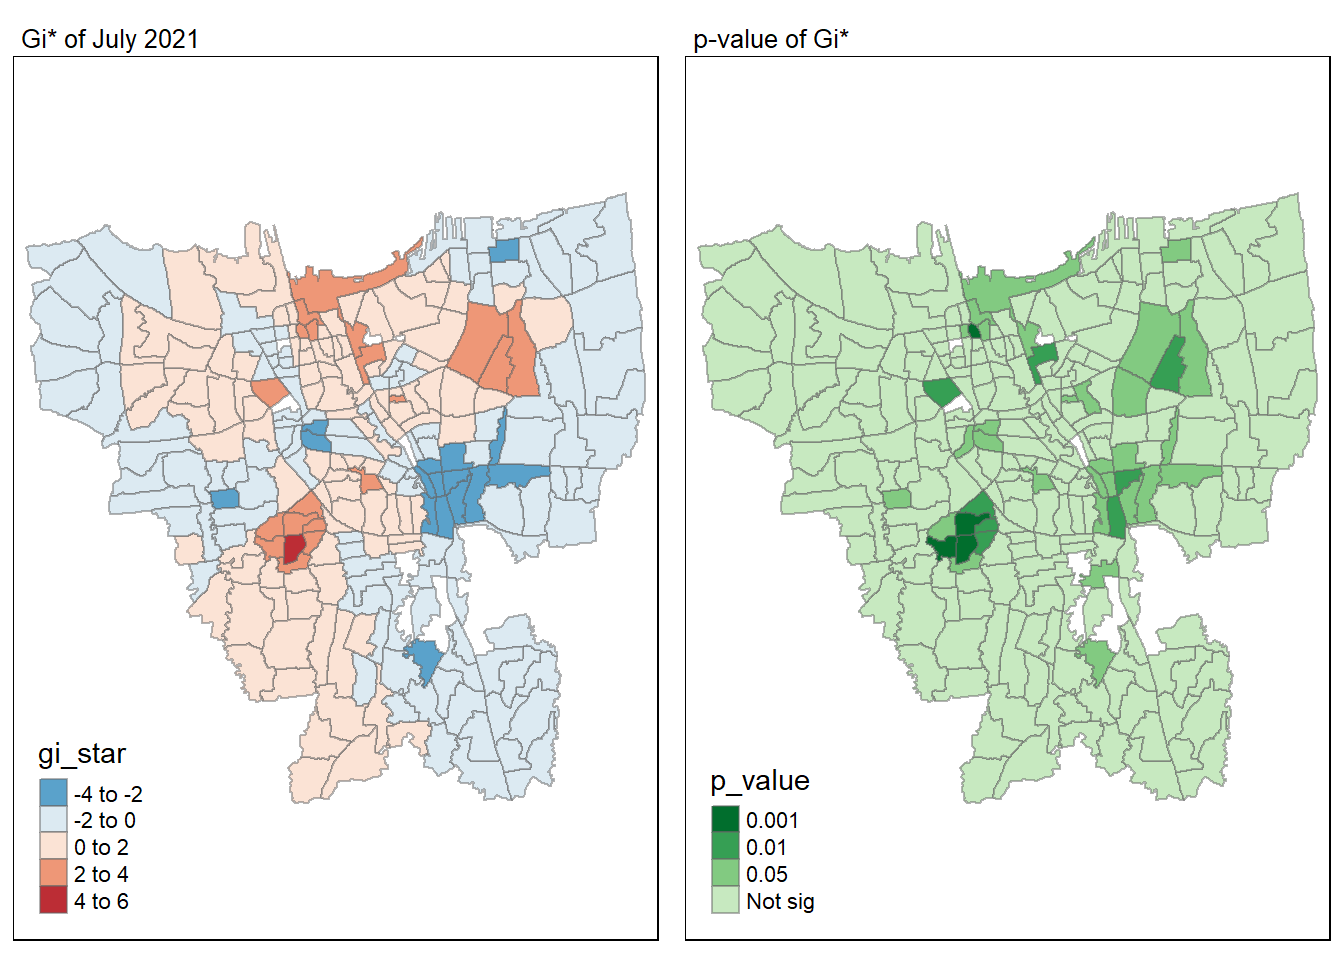 Gi* of July 2021
p-value of Gi*
gi_star
-4 to -2
-2 to 0
0 to 2
2 to 4
4 to 6
p_value
0.001
0.01
0.05
Not sig